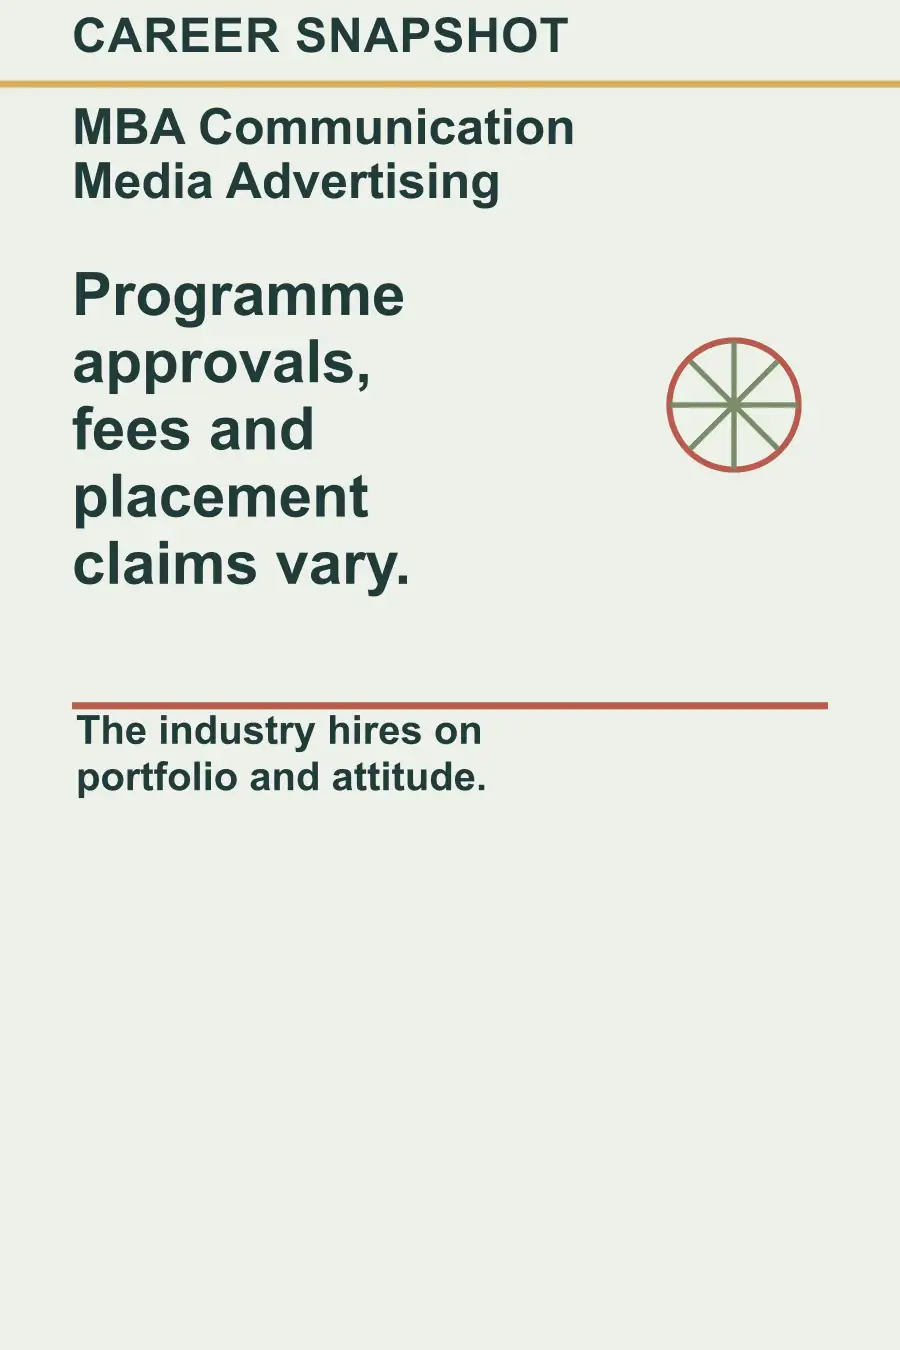 CAREER SNAPSHOT
MBA Communication
Media Advertising
Programme
approvals,
fees and
placement
claims vary.
The industry hires on
portfolio and attitude.